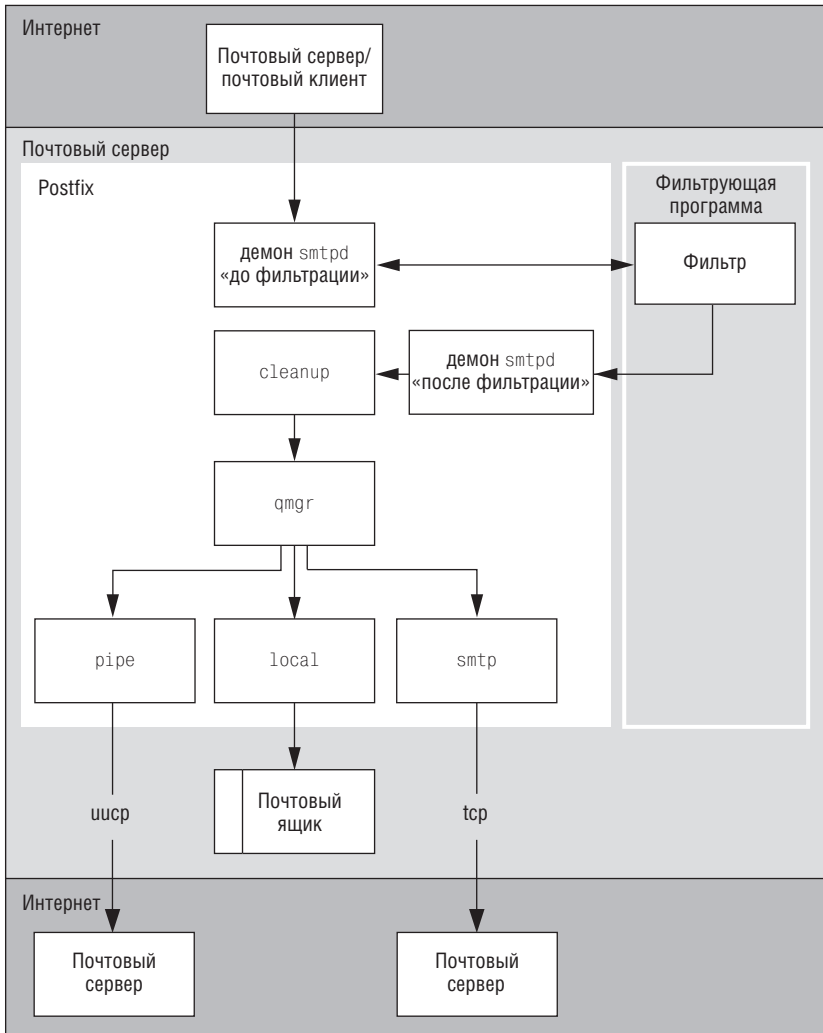 Интернет
Почтовый сервер/
почтовый клиент
Почтовый сервер
Postfix
Фильтрующая
программа
демон smtpd
«до фильтрации»
Фильтр
cleanup
демон smtpd
«после фильтрации»
qmgr
pipe
local
smtp
uucp
Почтовый
ящик
tcp
Интернет
Почтовый
сервер
Почтовый
сервер